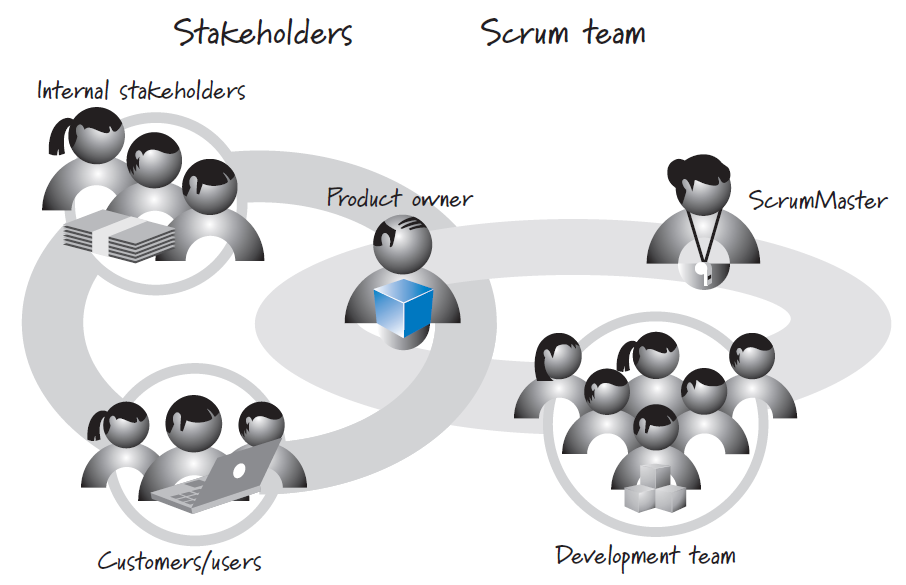 Stakeholders
Scrum team
Internal stakeholders
Product owner
ScrumMaster
Customers/users
Development team